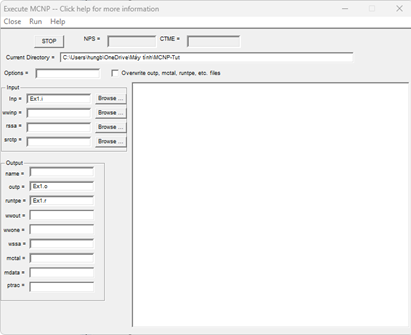 Execute MCNP -- Click help for more information
Close Run Help
STOP NPS = CTME =
Current Directory = C:\Users\hungb\OneDrive\Máy tính\MCNP-Tut
Options = Overwrite outp, mctal, runtpe, etc. files
Input
Inp = Ex1.i Browse ...
wwinp = Browse ...
rssa = Browse ...
srctp = Browse ...
Output
name =
outp = Ex1.o
runtpe = Ex1.r
wwout =
wwone =
wssa =
mctal =
mdata =
ptrac =